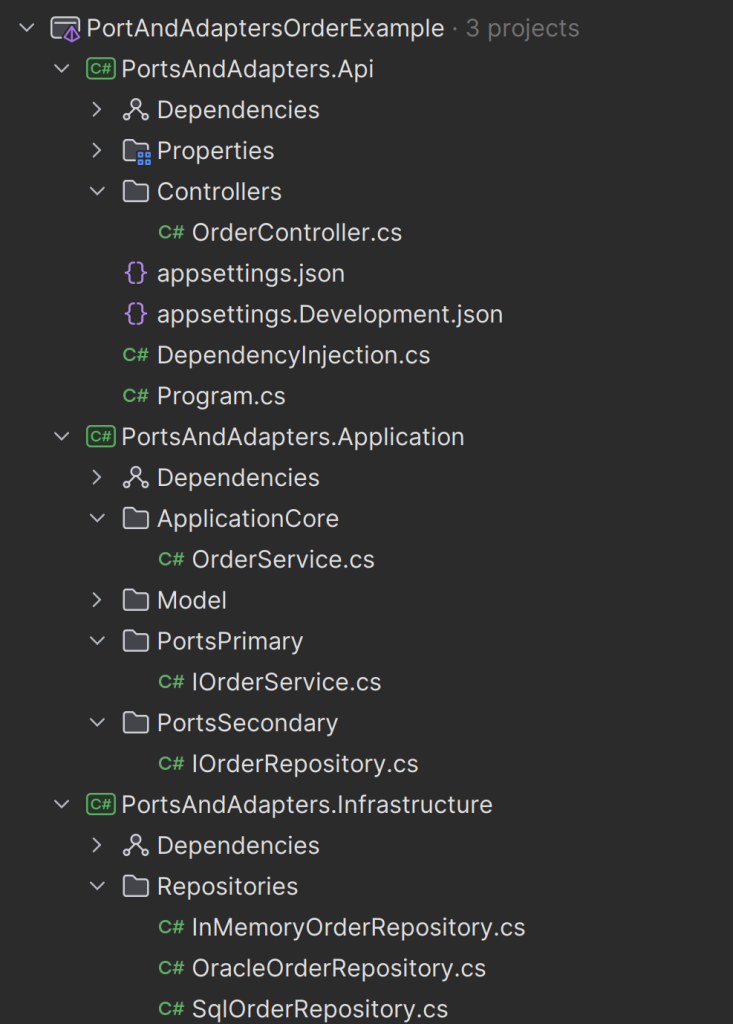 PortAndAdaptersOrderExample · 3 projects
C# PortsAndAdapters.Api
Dependencies
Properties
Controllers
C# OrderController.cs
{} appsettings.json
{} appsettings.Development.json
C# DependencyInjection.cs
C# Program.cs
C# PortsAndAdapters.Application
Dependencies
ApplicationCore
C# OrderService.cs
Model
PortsPrimary
C# IOrderService.cs
PortsSecondary
C# IOrderRepository.cs
C# PortsAndAdapters.Infrastructure
Dependencies
Repositories
C# InMemoryOrderRepository.cs
C# OracleOrderRepository.cs
C# SqlOrderRepository.cs